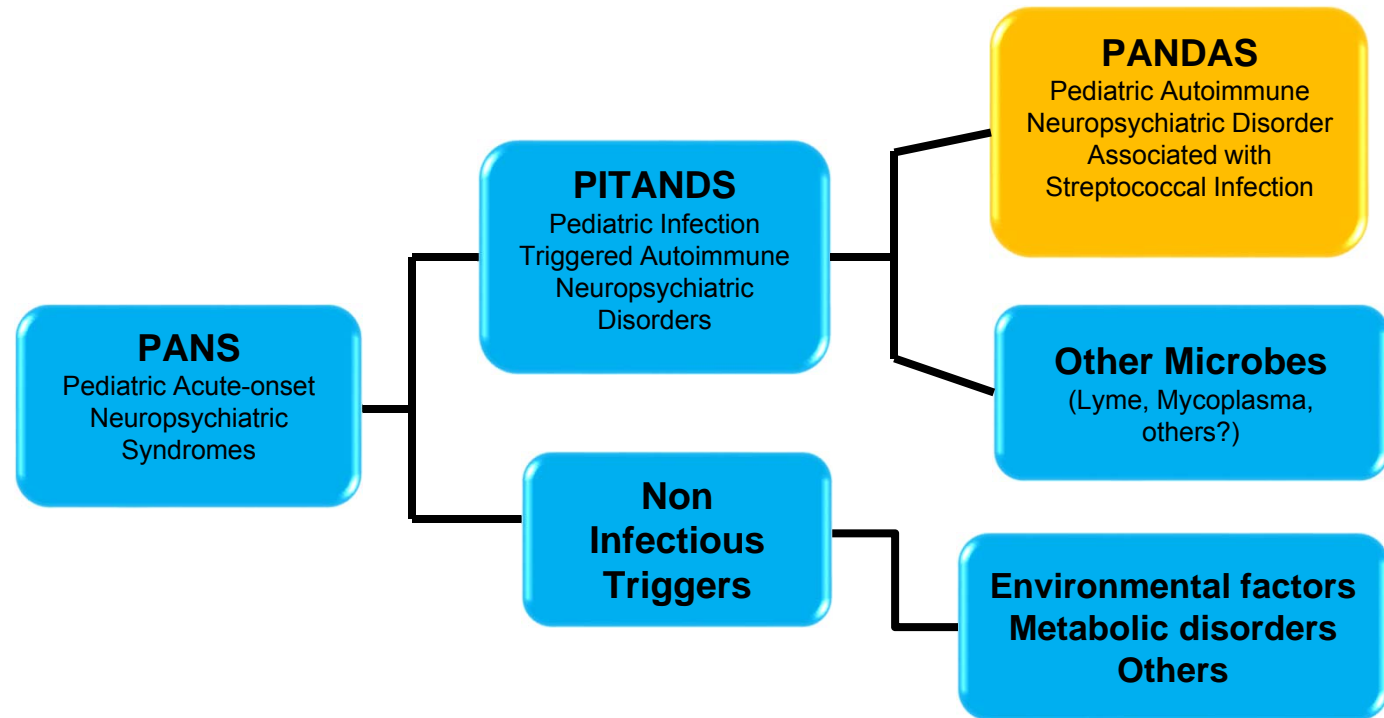 PANS
Pediatric Acute-onset
Neuropsychiatric
Syndromes
PITANDS
Pediatric Infection
Triggered Autoimmune
Neuropsychiatric
Disorders
Non
Infectious
Triggers
PANDAS
Pediatric Autoimmune
Neuropsychiatric Disorder
Associated with
Streptococcal Infection
Other Microbes
(Lyme, Mycoplasma,
others?)
Environmental factors
Metabolic disorders
Others